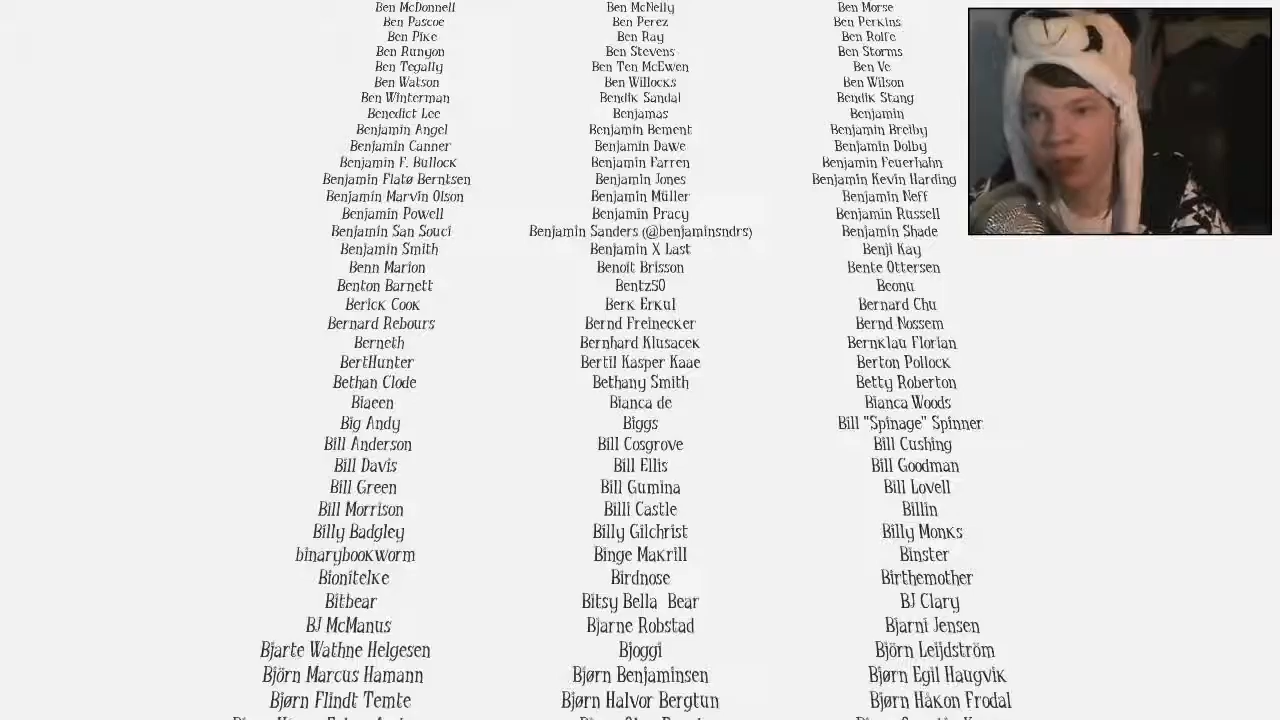 Ben McDonnell Ben McNelly Ben Morse
Ben Pascoe Ben Perez Ben Perkins
Ben Pike Ben Ray Ben Rolfe
Ben Runyon Ben Stevens Ben Storms
Ben Tegally Ben Ten McEwen Ben Ve
Ben Watson Ben Willocks Ben Wilson
Ben Winterman Bendik Sandal Bendik Stang
Benedict Lee Benjamas Benjamin
Benjamin Angel Benjamin Bement Benjamin Breiby
Benjamin Canner Benjamin Dawe Benjamin Dolby
Benjamin F. Bullock Benjamin Farren Benjamin Feuerhahn
Benjamin Flatø Berntsen Benjamin Jones Benjamin Kevin Harding
Benjamin Marvin Olson Benjamin Müller Benjamin Neff
Benjamin Powell Benjamin Pracy Benjamin Russell
Benjamin San Souci Benjamin Sanders (@benjaminsndrs) Benjamin Shade
Benjamin Smith Benjamin X Last Benji Kay
Benn Marion Benoit Brisson Bente Ottersen
Benton Barnett Bentz50 Beonu
Berick Cook Berk Erkul Bernard Chu
Bernard Rebours Bernd Freinecker Bernd Nossem
Berneth Bernhard Klusacek Bernklau Florian
BertHunter Bertil Kasper Kaae Berton Pollock
Bethan Clode Bethany Smith Betty Roberton
Biaeen Bianca de Bianca Woods
Big Andy Biggs Bill "Spinage" Spinner
Bill Anderson Bill Cosgrove Bill Cushing
Bill Davis Bill Ellis Bill Goodman
Bill Green Bill Gumina Bill Lovell
Bill Morrison Billi Castle Billin
Billy Badgley Billy Gilchrist Billy Monks
binarybookworm Binge Makrill Binster
Bionitelke Birdnose Birthemother
Bitbear Bitsy Bella Bear BJ Clary
BJ McManus Bjarne Robstad Bjarni Jensen
Bjarte Wathne Helgesen Bjoggi Björn Leijdström
Björn Marcus Hamann Bjørn Benjaminsen Bjørn Egil Haugvik
Bjørn Flindt Temte Bjørn Halvor Bergtun Bjørn Håkon Frodal